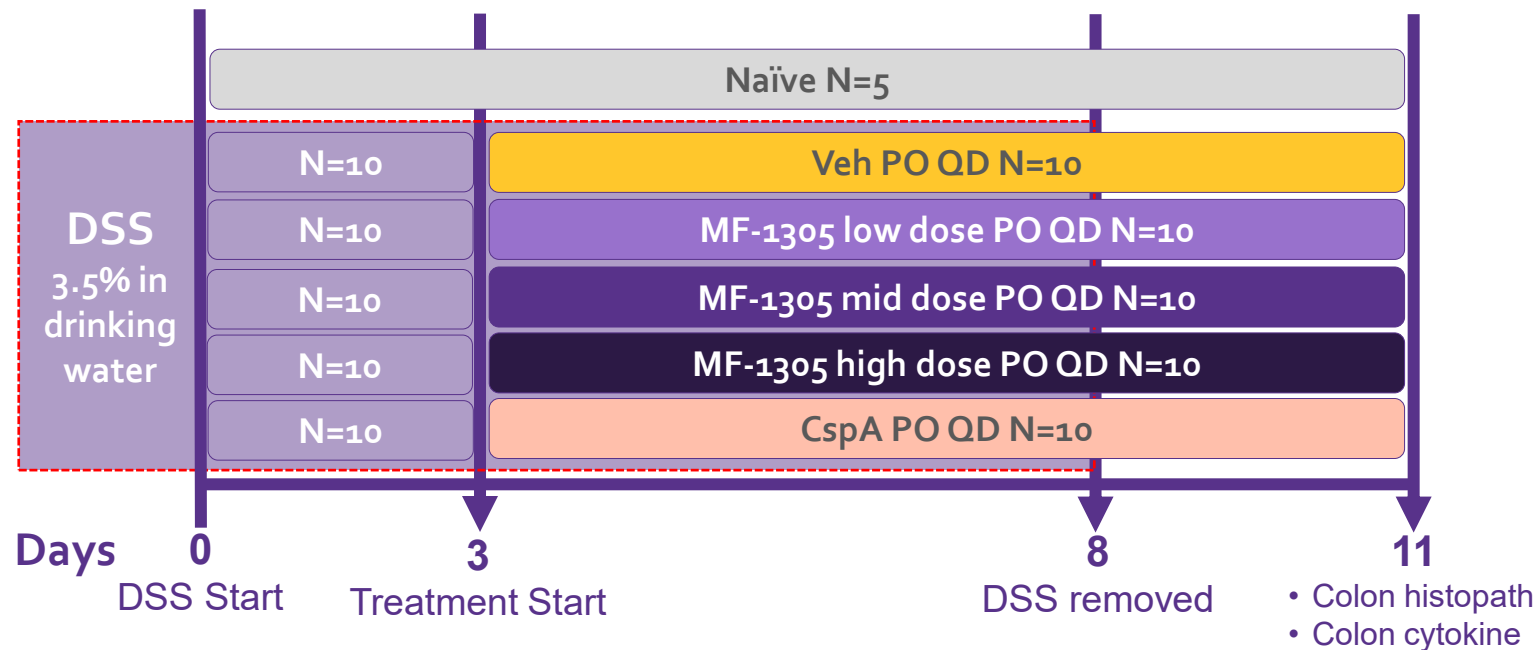 Naïve N=5
N=10
Veh PO QD N=10
DSS
3.5% in
drinking
water
N=10
MF-1305 low dose PO QD N=10
N=10
MF-1305 mid dose PO QD N=10
N=10
MF-1305 high dose PO QD N=10
N=10
CspA PO QD N=10
Days
0
3
8
11
DSS Start
Treatment Start
DSS removed
• Colon histopath
• Colon cytokine